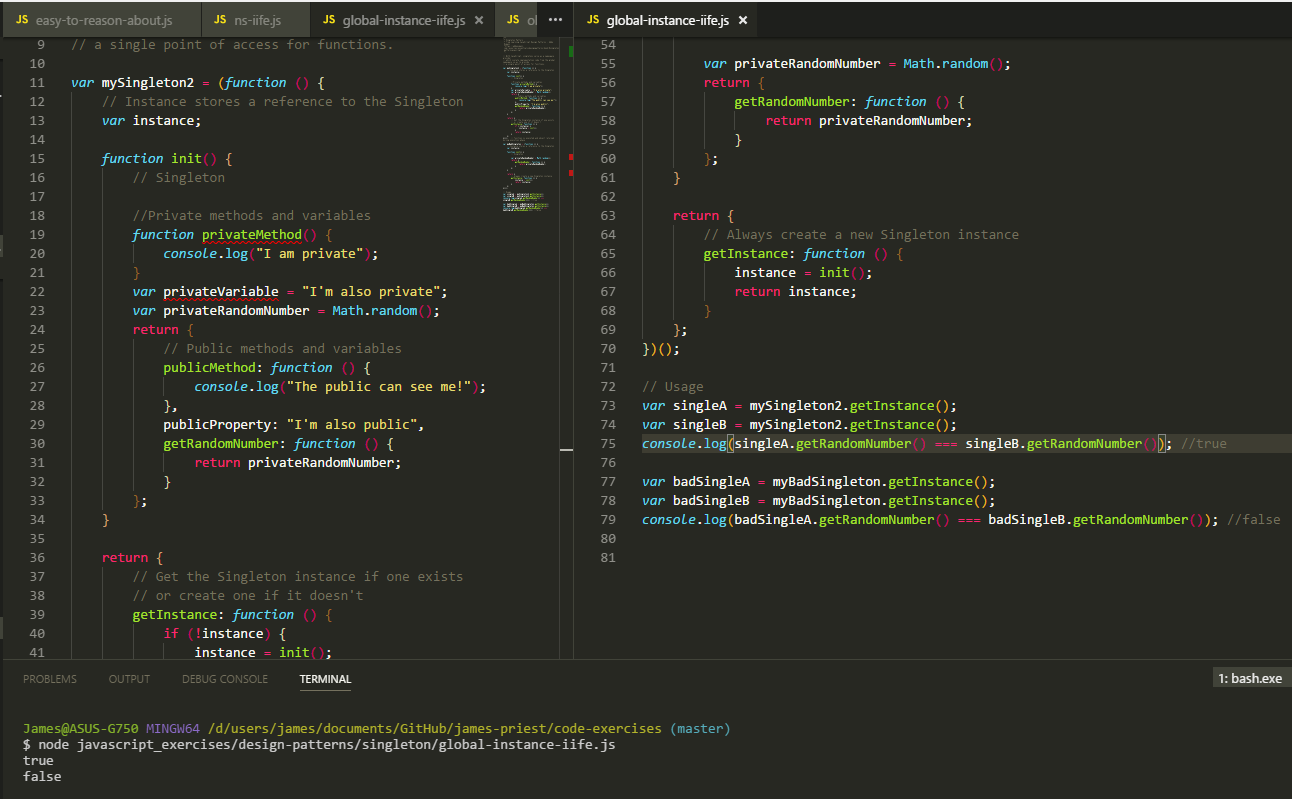 JS easy-to-reason-about.js JS ns-iife.js JS global-instance-iife.js × JS ol ··· JS global-instance-iife.js ×
9 // a single point of access for functions.
10
11 var mySingleton2 = (function () {
12 // Instance stores a reference to the Singleton
13 var instance;
14
15 function init() {
16 // Singleton
17
18 //Private methods and variables
19 function privateMethod() {
20 console.log("I am private");
21 }
22 var privateVariable = "I'm also private";
23 var privateRandomNumber = Math.random();
24 return {
25 // Public methods and variables
26 publicMethod: function () {
27 console.log("The public can see me!");
28 },
29 publicProperty: "I'm also public",
30 getRandomNumber: function () {
31 return privateRandomNumber;
32 }
33 };
34 }
35
36 return {
37 // Get the Singleton instance if one exists
38 // or create one if it doesn't
39 getInstance: function () {
40 if (!instance) {
41 instance = init();
54
55 var privateRandomNumber = Math.random();
56 return {
57 getRandomNumber: function () {
58 return privateRandomNumber;
59 }
60 };
61 }
62
63 return {
64 // Always create a new Singleton instance
65 getInstance: function () {
66 instance = init();
67 return instance;
68 }
69 };
70 })();
71
72 // Usage
73 var singleA = mySingleton2.getInstance();
74 var singleB = mySingleton2.getInstance();
75 console.log(singleA.getRandomNumber() === singleB.getRandomNumber()); //true
76
77 var badSingleA = myBadSingleton.getInstance();
78 var badSingleB = myBadSingleton.getInstance();
79 console.log(badSingleA.getRandomNumber() === badSingleB.getRandomNumber()); //false
80
81
PROBLEMS OUTPUT DEBUG CONSOLE TERMINAL 1: bash.exe
James@ASUS-G750 MINGW64 /d/users/james/documents/GitHub/james-priest/code-exercises (master)
$ node javascript_exercises/design-patterns/singleton/global-instance-iife.js
true
false